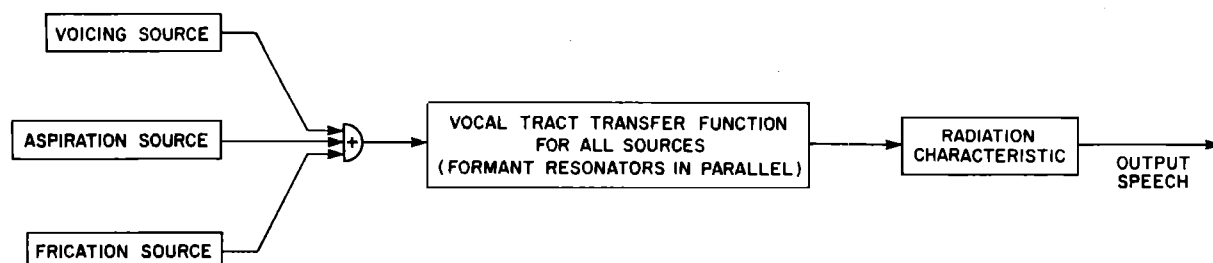 VOICING SOURCE
ASPIRATION SOURCE
FRICATION SOURCE
+
VOCAL TRACT TRANSFER FUNCTION
FOR ALL SOURCES
(FORMANT RESONATORS IN PARALLEL)
RADIATION
CHARACTERISTIC
OUTPUT
SPEECH